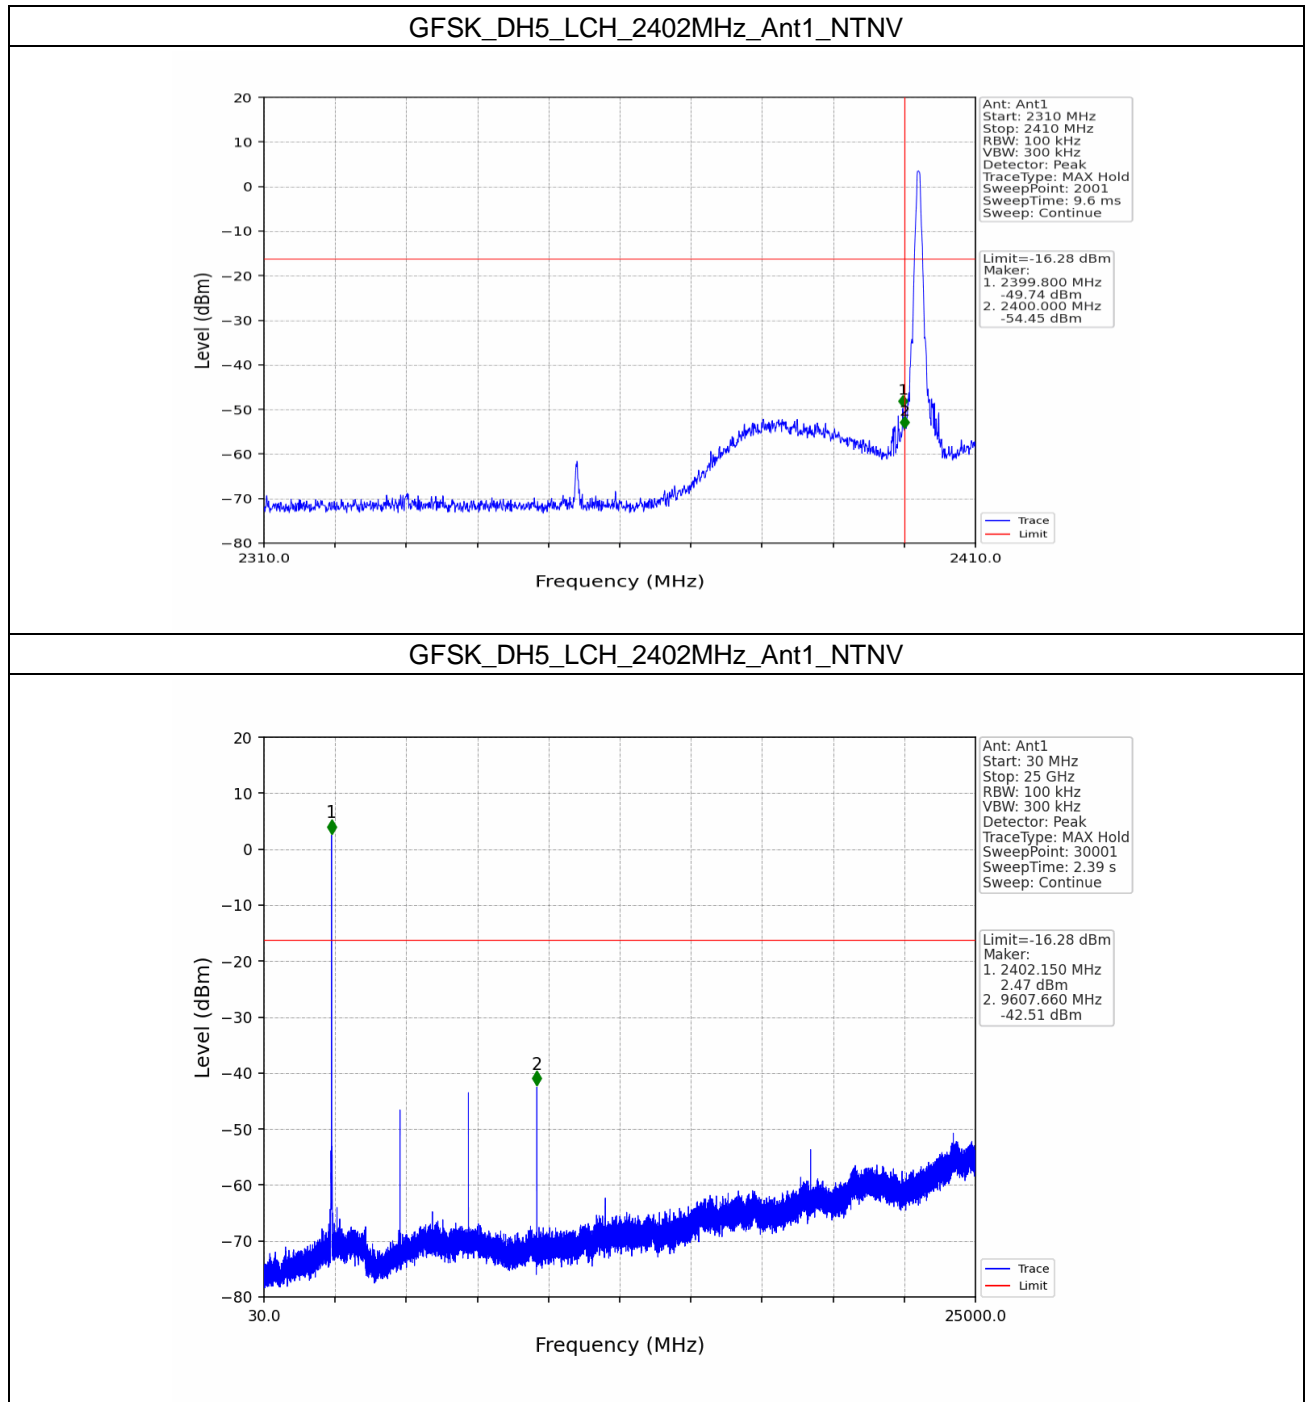 GFSK_DH5_LCH_2402MHz_Ant1_NTNV
20
10
0
−10
−20
−30
−40
−50
−60
−70
−80
Level (dBm)
2310.0
2410.0
Frequency (MHz)
1
2
Ant: Ant1
Start: 2310 MHz
Stop: 2410 MHz
RBW: 100 kHz
VBW: 300 kHz
Detector: Peak
TraceType: MAX Hold
SweepPoint: 2001
SweepTime: 9.6 ms
Sweep: Continue
Limit=-16.28 dBm
Maker:
1. 2399.800 MHz
-49.74 dBm
2. 2400.000 MHz
-54.45 dBm
Trace
Limit
GFSK_DH5_LCH_2402MHz_Ant1_NTNV
20
10
0
−10
−20
−30
−40
−50
−60
−70
−80
Level (dBm)
30.0
25000.0
Frequency (MHz)
1
2
Ant: Ant1
Start: 30 MHz
Stop: 25 GHz
RBW: 100 kHz
VBW: 300 kHz
Detector: Peak
TraceType: MAX Hold
SweepPoint: 30001
SweepTime: 2.39 s
Sweep: Continue
Limit=-16.28 dBm
Maker:
1. 2402.150 MHz
2.47 dBm
2. 9607.660 MHz
-42.51 dBm
Trace
Limit